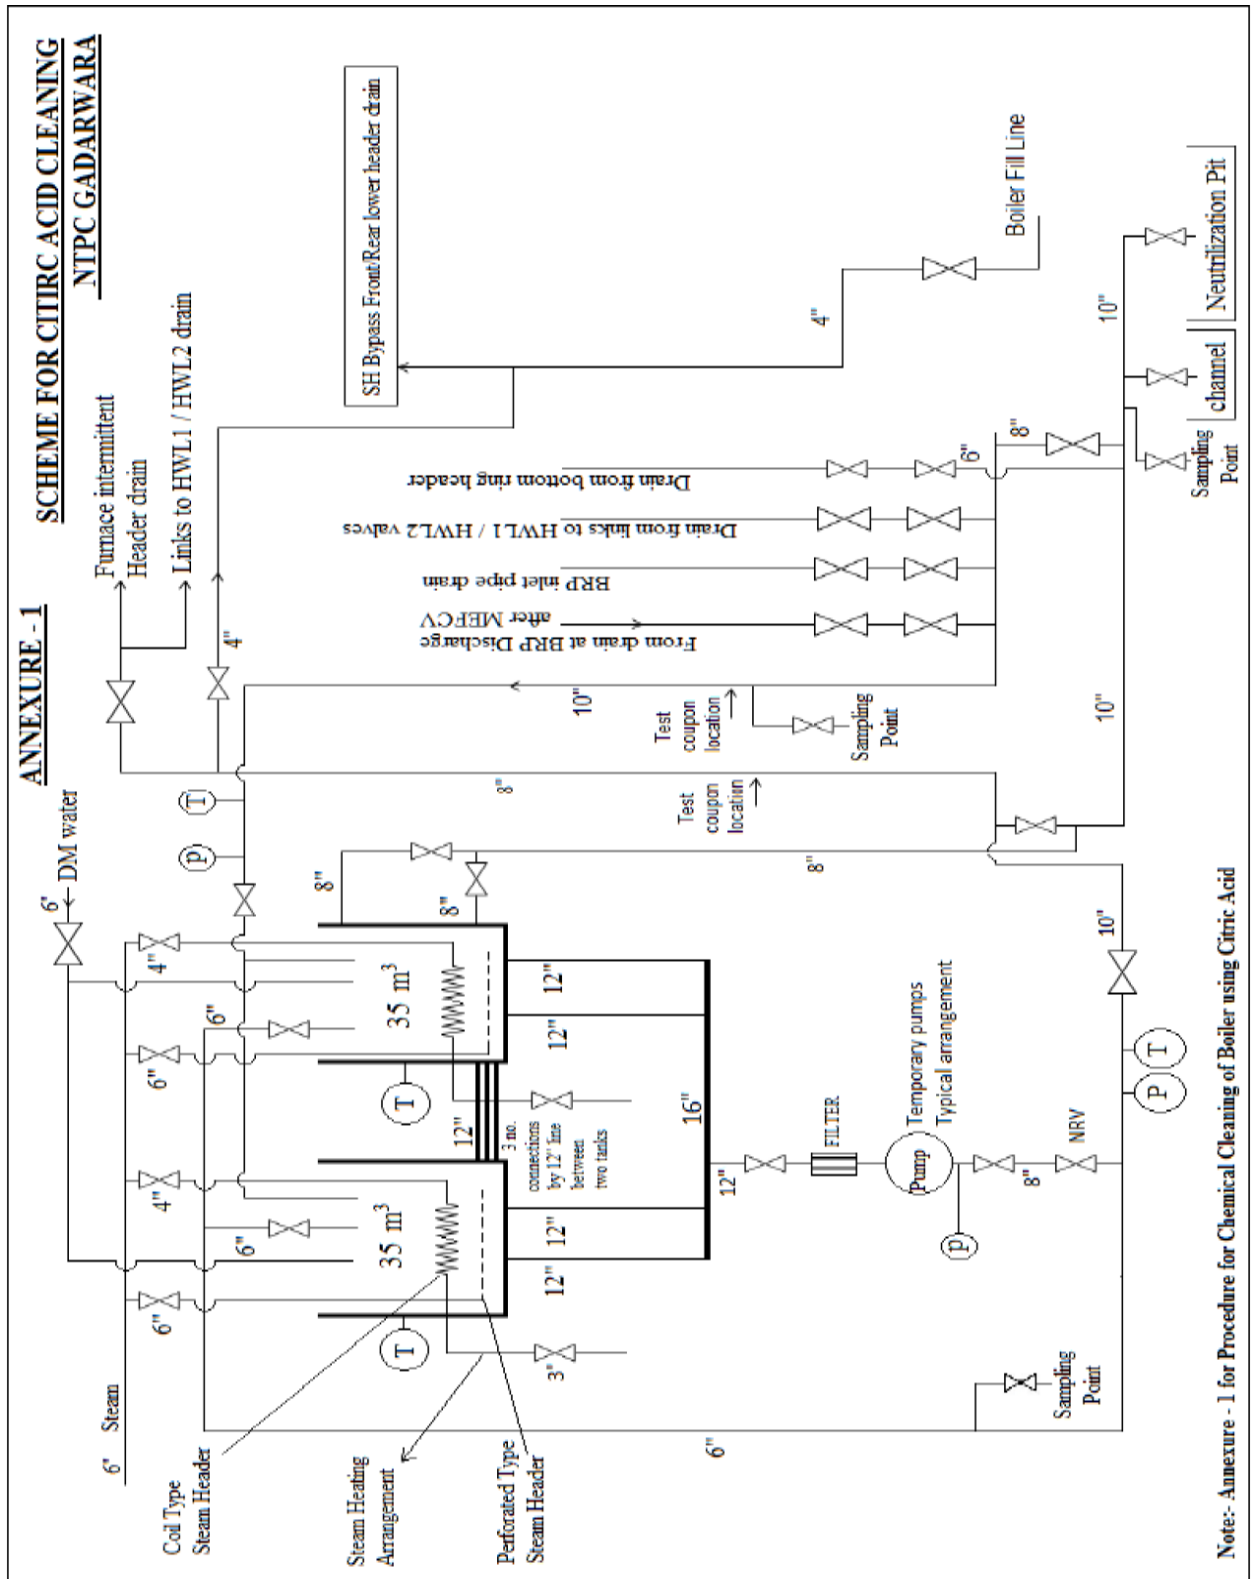 ANNEXURE - 1
SCHEME FOR CITIRC ACID CLEANING
NTPC GADARWARA
6" Steam
6"
DM water
6"
4"
6"
4"
Coil Type
Steam Header
6"
6"
P
T
Furnace intermittent
Header drain
Links to HWL1 / HWL2 drain
4"
35 m³
35 m³
T
T
Steam Heating
Arrangement
Perforated Type
Steam Header
3"
12"
12"
12"
3 no.
connections
by 12" line
between
two tanks
12"
12"
8"
8"
8"
8"
10"
Test
coupon
location
Test
coupon
location
Sampling
Point
From drain at BRP Discharge
after MEFCV
BRP inlet pipe drain
Drain from links to HWL1 / HWL2 valves
Drain from bottom ring header
SH Bypass Front/Rear lower header drain
4"
Boiler Fill Line
16"
12"
FILTER
Pump
Temporary pumps
Typical arrangement
P
8"
NRV
P
T
10"
10"
6"
8"
10"
6"
Sampling
Point
Sampling
Point
channel
Neutrilization Pit
Note:- Annexure - 1 for Procedure for Chemical Cleaning of Boiler using Citric Acid